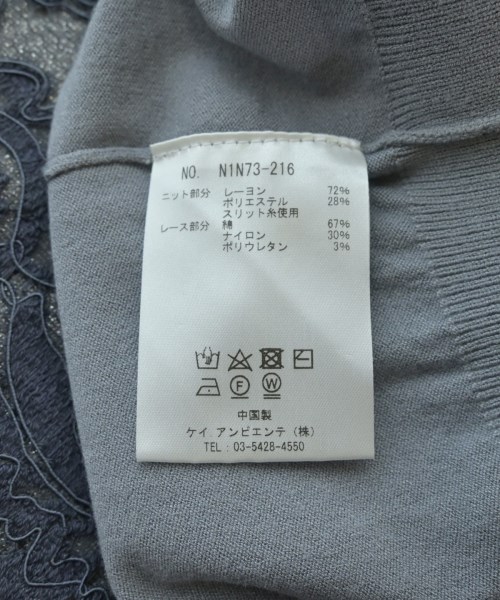 NO. N1N73-216
ニット部分 レーヨン 72%
ポリエステル 28%
スリット糸使用
レース部分 綿 67%
ナイロン 30%
ポリウレタン 3%
F W
中国製
ケイ.アンビエンテ（株）
TEL：03-5428-4550